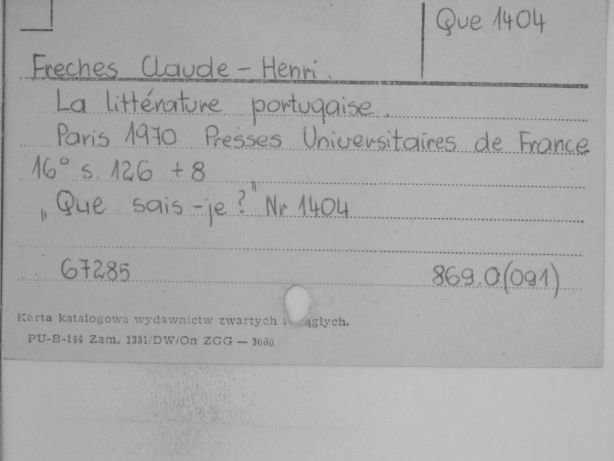 Que 1404
Freches Claude - Henri.
La littérature portugaise.
Paris 1970 Presses Universitaires de France
16° s. 126 + 8
„Que sais-je?" Nr 1404
67285 869.0(091)
Karta katalogowa wydawnictw zwartych i ągłych.
PU-B-144 Zam. 1331/DW/On ZGG — 3060